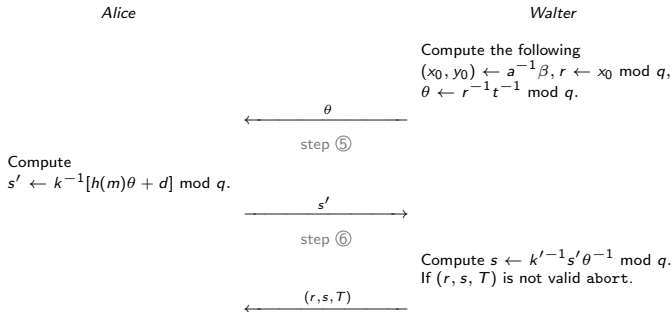 Alice
Walter
Compute the following
(x₀, y₀) ← a⁻¹β, r ← x₀ mod q,
θ ← r⁻¹t⁻¹ mod q.
θ
step ⑤
Compute
s′ ← k⁻¹[h(m)θ + d] mod q.
s′
step ⑥
Compute s ← k′⁻¹s′θ⁻¹ mod q.
If (r, s, T) is not valid abort.
(r,s,T)